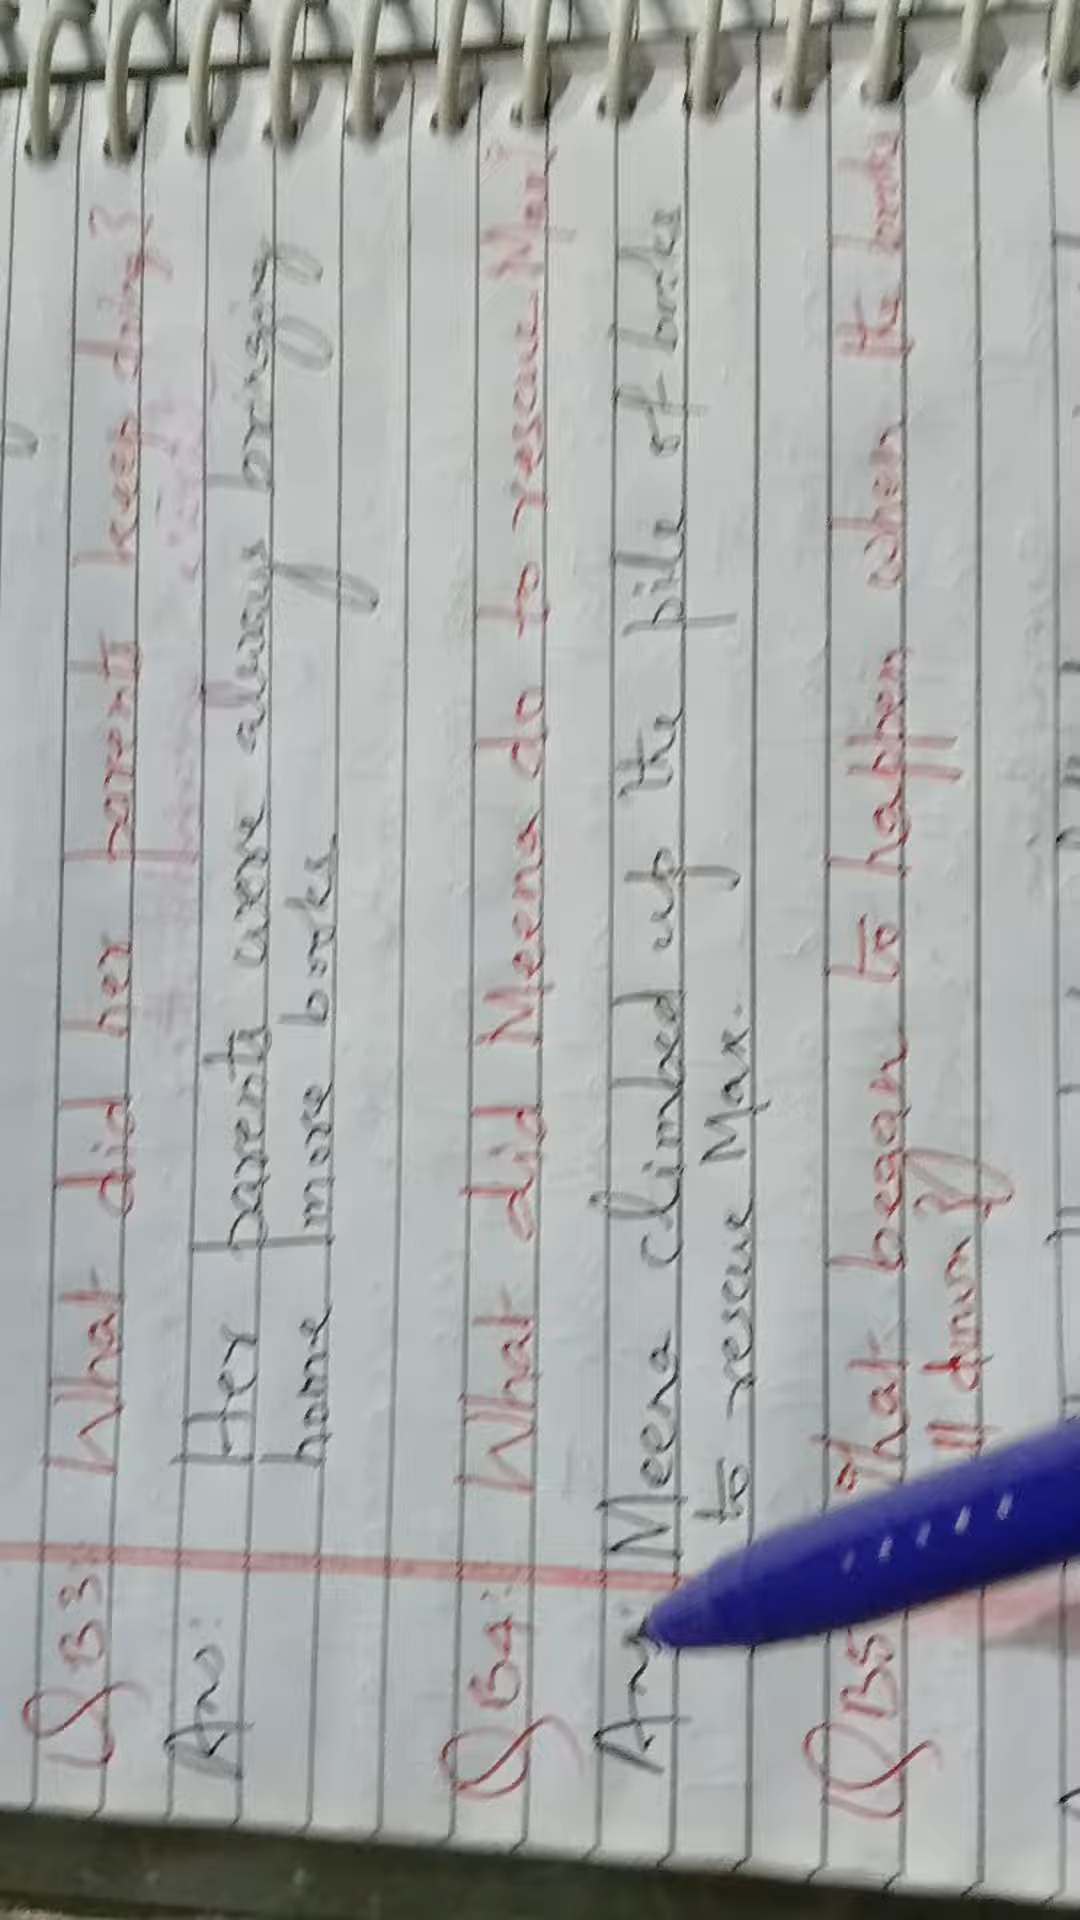 Q B3: What did her parents keep doing?
Ans: Her parents were always bringing
home more books.
Q B4: What did Meena do to rescue Max?
Ans: Meena climbed up the pile of books
to rescue Max.
Q B5 What began to happen when the books
down?